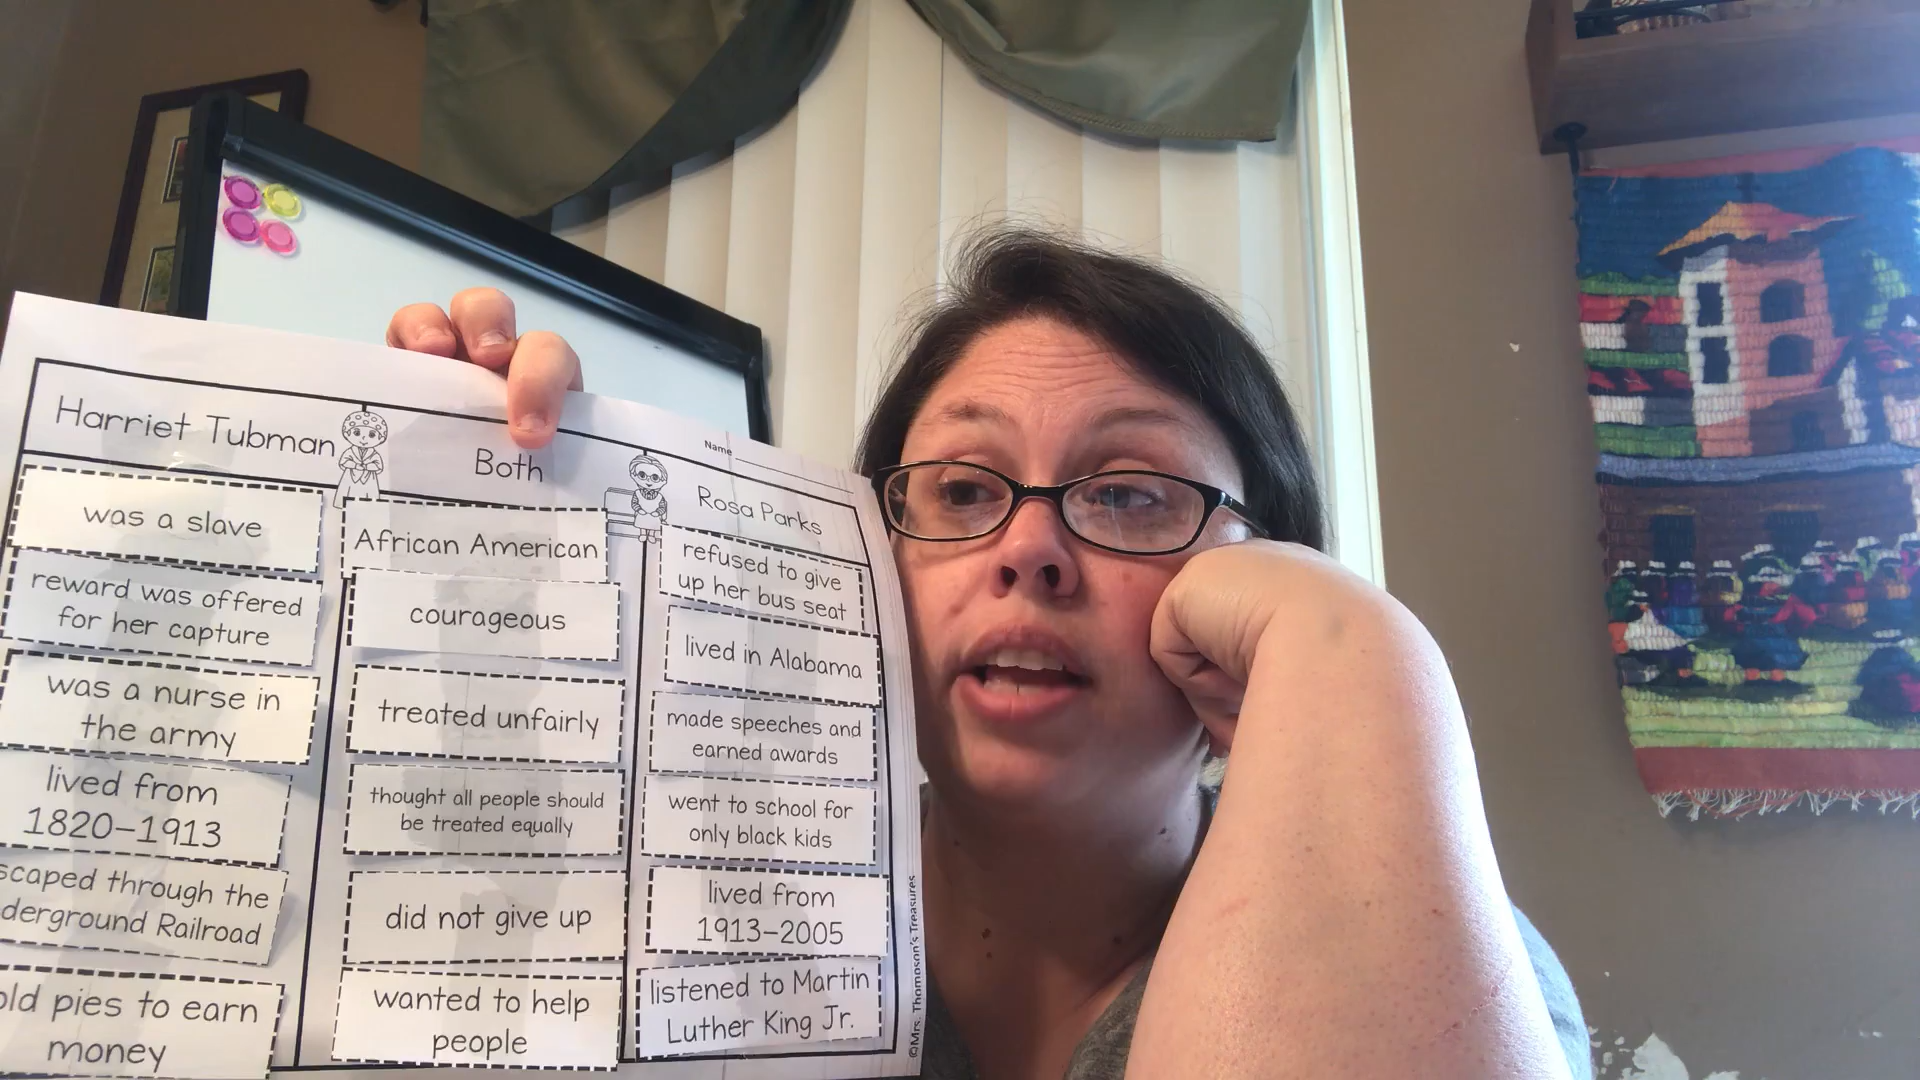 Name
Harriet Tubman
was a slave
reward was offered
for her capture
was a nurse in
the army
lived from
1820–1913
through the
Railroad
pies to earn
money
Both
African American
courageous
treated unfairly
thought all people should
be treated equally
did not give up
wanted to help
people
Rosa Parks
refused to give
up her bus seat
lived in Alabama
made speeches and
earned awards
went to school for
only black kids
lived from
1913–2005
listened to Martin
Luther King Jr.
©Mrs. Thompson's Treasures